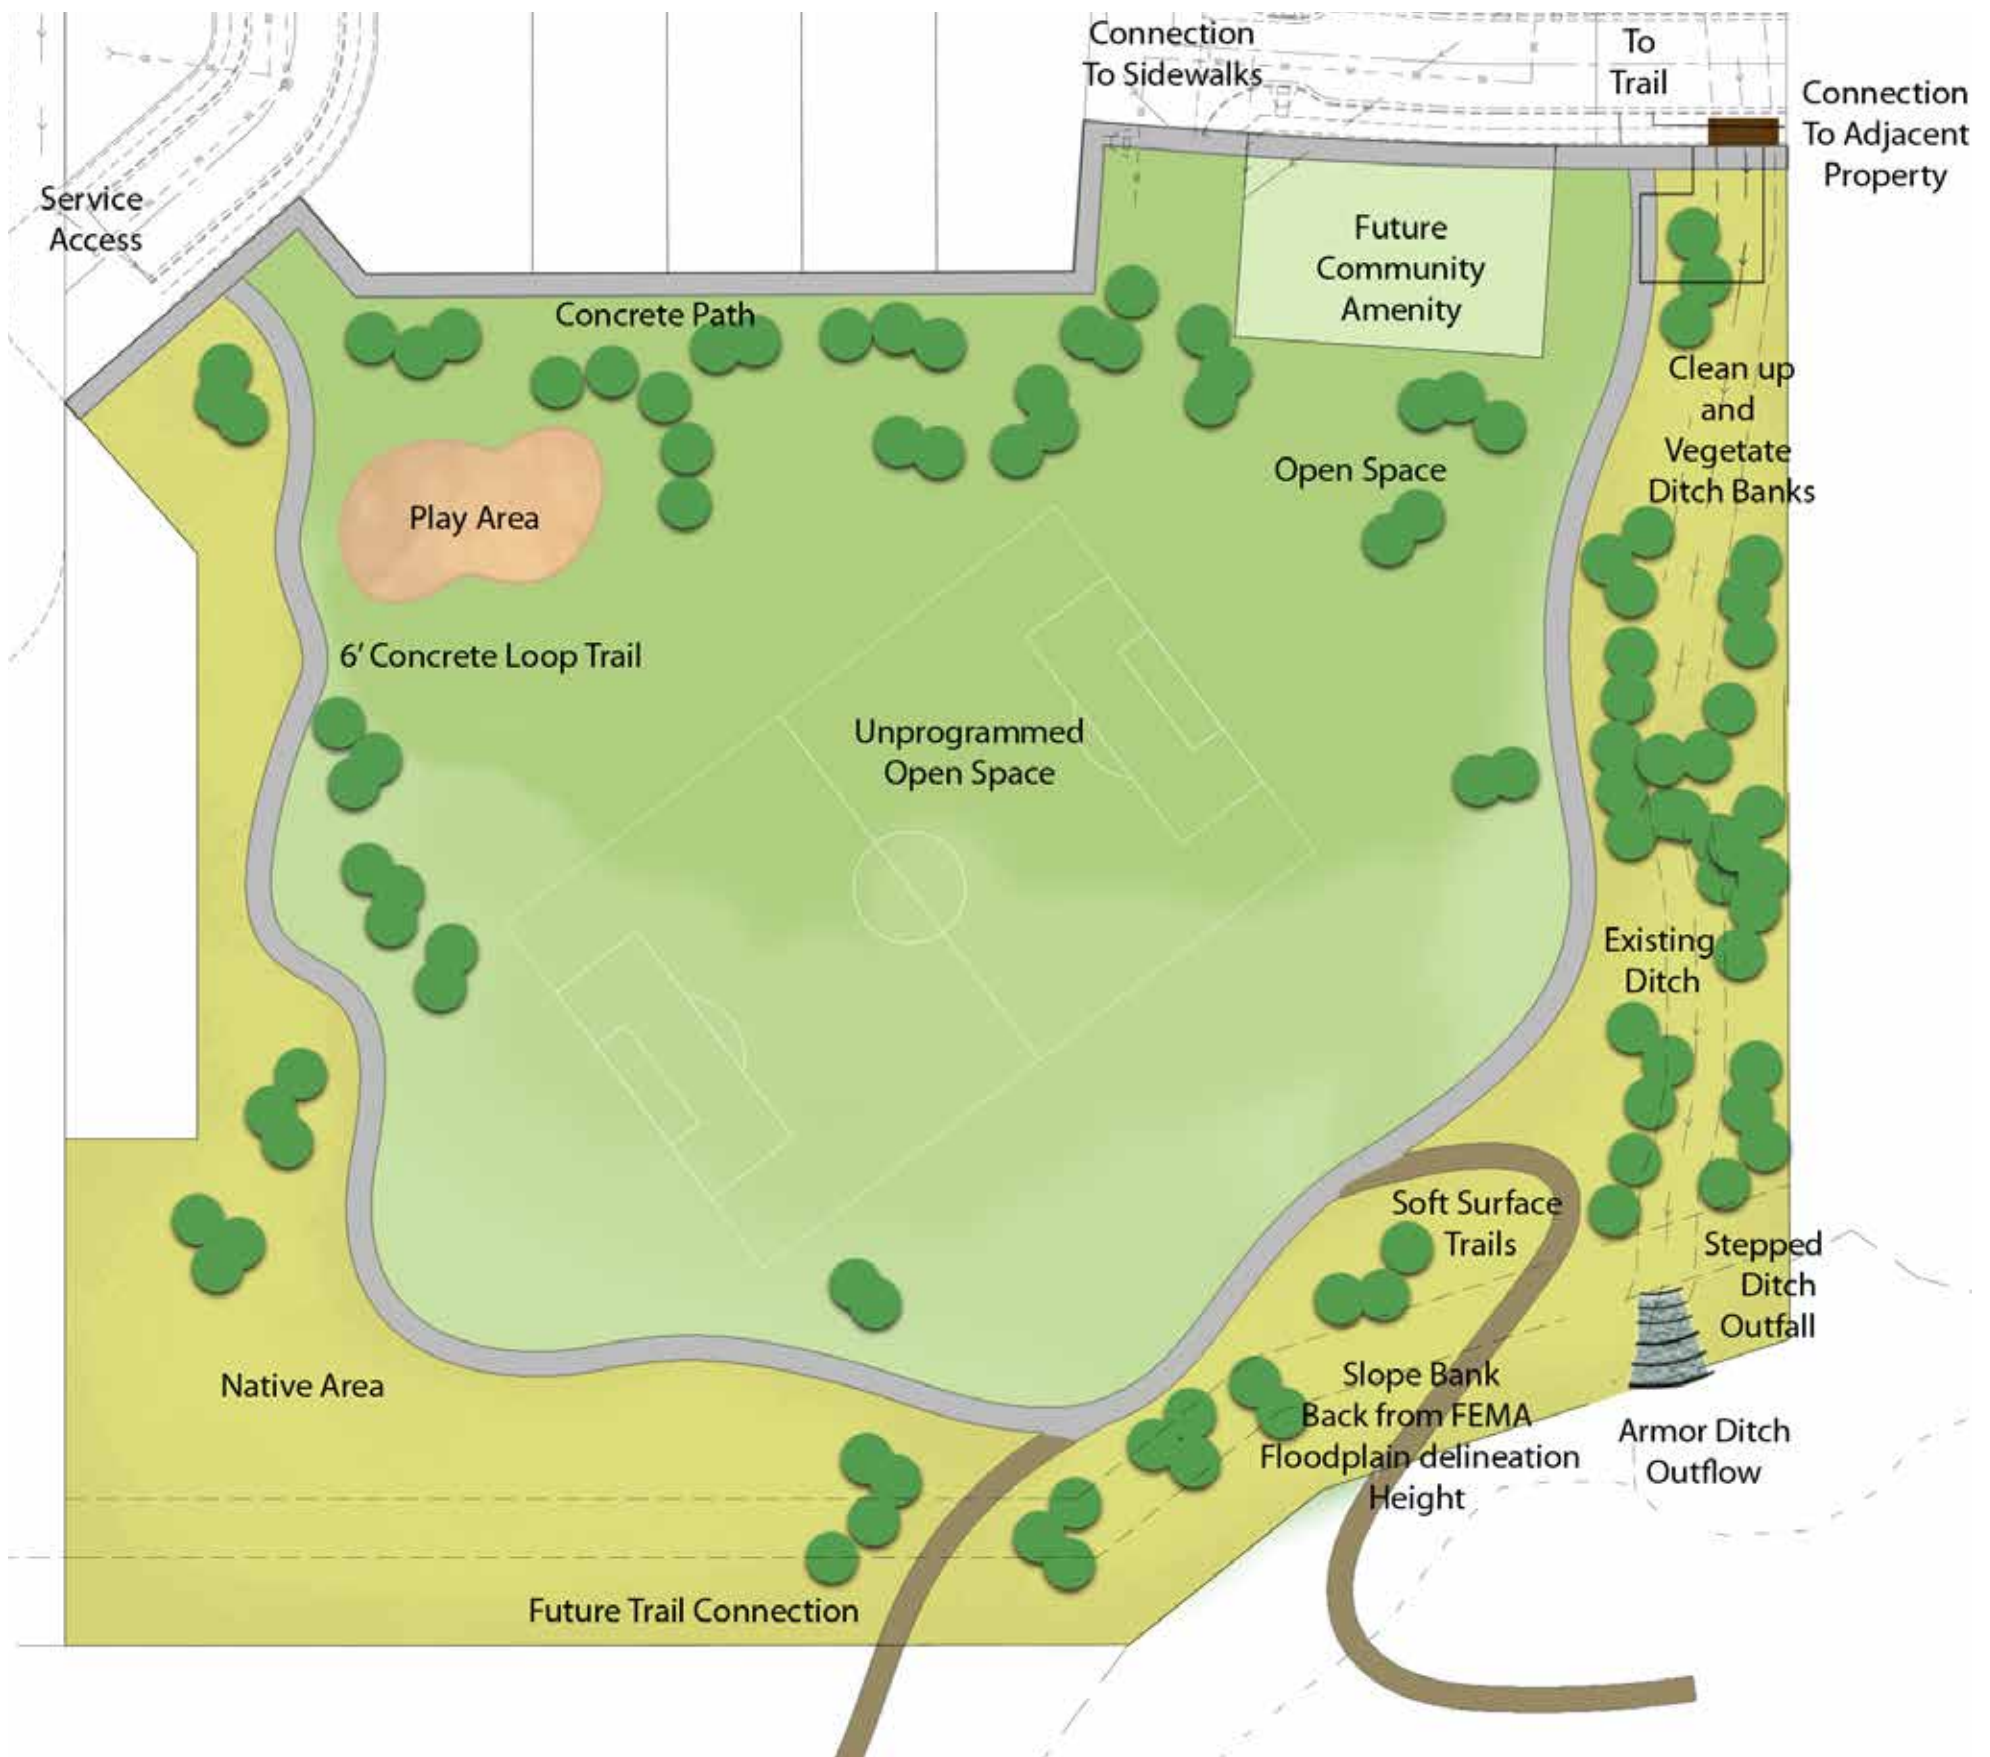 Connection
To Sidewalks
To
Trail
Connection
To Adjacent
Property
Service
Access
Future
Community
Amenity
Concrete Path
Clean up
and
Vegetate
Ditch Banks
Open Space
Play Area
6' Concrete Loop Trail
Unprogrammed
Open Space
Existing
Ditch
Soft Surface
Trails
Stepped
Ditch
Outfall
Native Area
Slope Bank
Back from FEMA
Floodplain delineation
Height
Armor Ditch
Outflow
Future Trail Connection